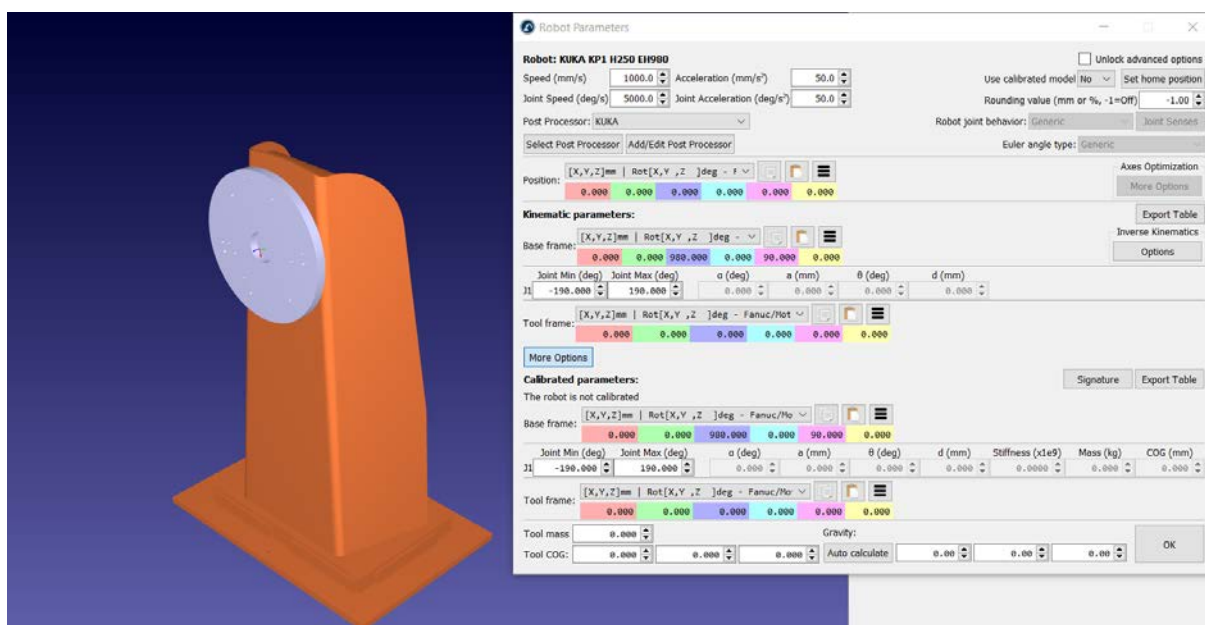 Robot Parameters
Robot: KUKA KP1 H250 EH980
Unlock advanced options
Speed (mm/s) 1000.0 Acceleration (mm/s²) 50.0
Use calibrated model No Set home position
Joint Speed (deg/s) 5000.0 Joint Acceleration (deg/s²) 50.0
Rounding value (mm or %, -1=Off) -1.00
Post Processor: KUKA
Robot joint behavior: Generic Joint Senses
Select Post Processor Add/Edit Post Processor
Euler angle type: Generic
Axes Optimization
Position: [X,Y,Z]mm | Rot[X,Y ,Z ]deg - F
More Options
0.000 0.000 0.000 0.000 0.000 0.000
Kinematic parameters:
Export Table
Inverse Kinematics
Base frame: [X,Y,Z]mm | Rot[X,Y ,Z ]deg -
Options
0.000 0.000 980.000 0.000 90.000 0.000
Joint Min (deg) Joint Max (deg) α (deg) a (mm) θ (deg) d (mm)
J1 -190.000 190.000 0.000 0.000 0.000 0.000
Tool frame: [X,Y,Z]mm | Rot[X,Y ,Z ]deg - Fanuc/Mot
0.000 0.000 0.000 0.000 0.000 0.000
More Options
Calibrated parameters:
Signature Export Table
The robot is not calibrated
Base frame: [X,Y,Z]mm | Rot[X,Y ,Z ]deg - Fanuc/Mo
0.000 0.000 980.000 0.000 90.000 0.000
Joint Min (deg) Joint Max (deg) α (deg) a (mm) θ (deg) d (mm) Stiffness (x1e9) Mass (kg) COG (mm)
J1 -190.000 190.000 0.000 0.000 0.000 0.000 0.0000 0.000 0.000
Tool frame: [X,Y,Z]mm | Rot[X,Y ,Z ]deg - Fanuc/Mo
0.000 0.000 0.000 0.000 0.000 0.000
Tool mass 0.000
Gravity:
Tool COG: 0.000 0.000 0.000 Auto calculate 0.00 0.00 0.00
OK